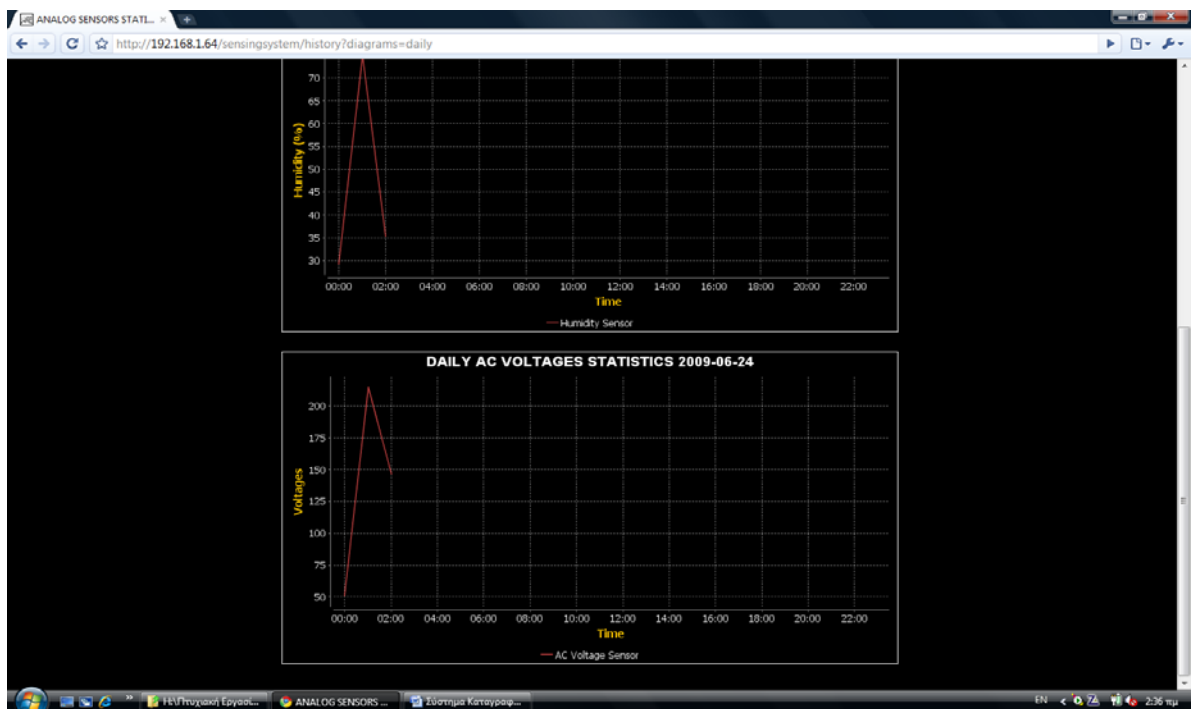 ANALOG SENSORS STATI...
http://192.168.1.64/sensingsystem/history?diagrams=daily
70
65
60
55
50
45
40
35
30
Humidity (%)
00:00 02:00 04:00 06:00 08:00 10:00 12:00 14:00 16:00 18:00 20:00 22:00
Time
Humidity Sensor
DAILY AC VOLTAGES STATISTICS 2009-06-24
200
175
150
125
100
75
50
Voltages
00:00 02:00 04:00 06:00 08:00 10:00 12:00 14:00 16:00 18:00 20:00 22:00
Time
AC Voltage Sensor
H:\Πτυχιακή Εργασί... ANALOG SENSORS ... Σύστημα Καταγραφ... EN 2:36 πμ